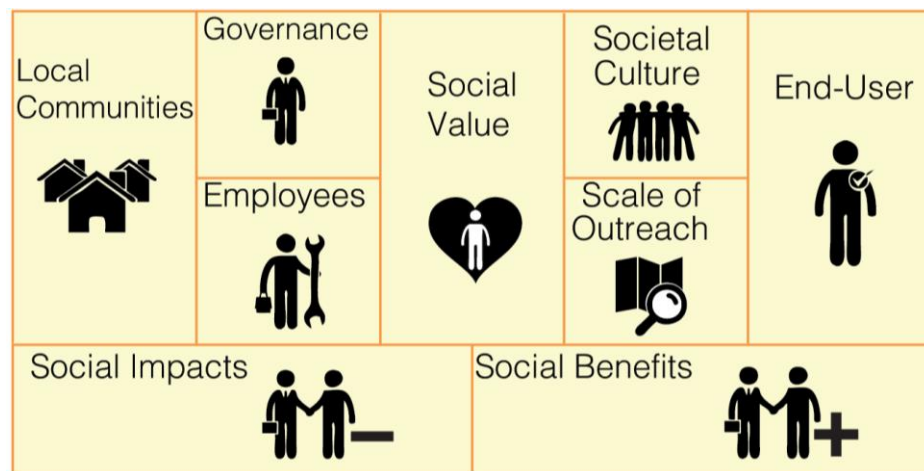 Local
Communities
Governance
Employees
Social
Value
Societal
Culture
Scale of
Outreach
End-User
Social Impacts
Social Benefits